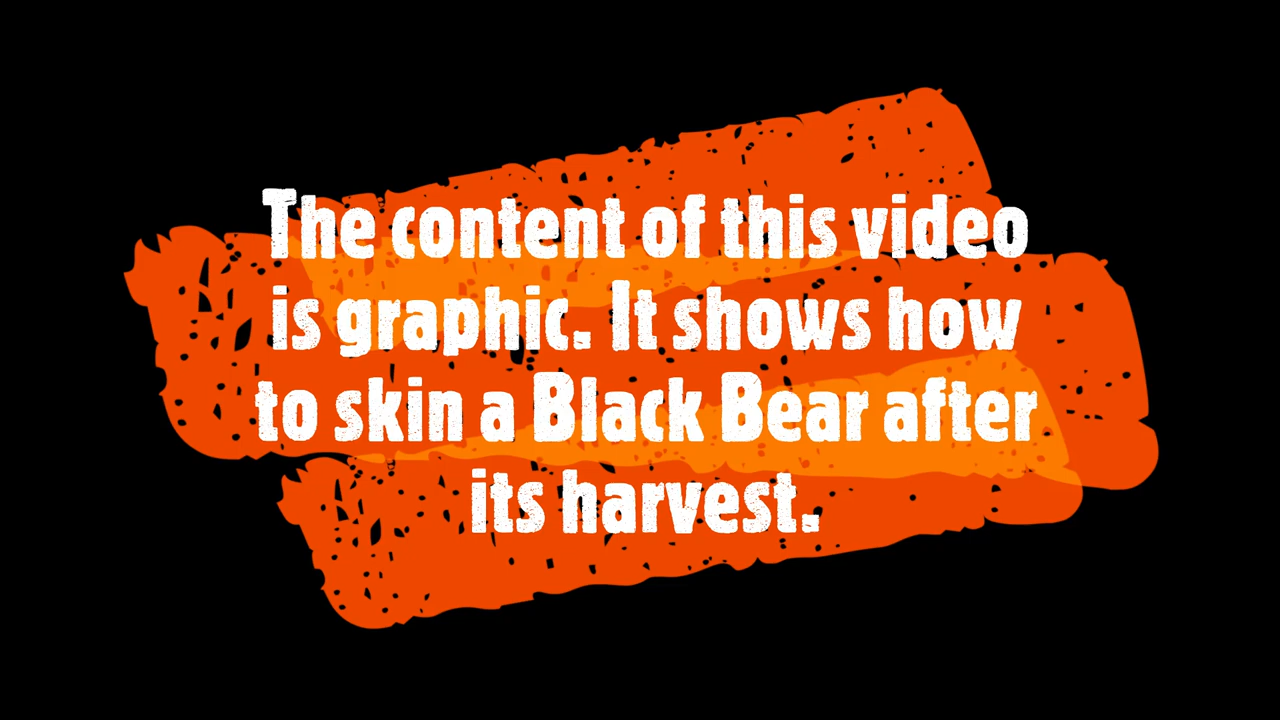 The content of this video
is graphic. It shows how
to skin a Black Bear after
its harvest.